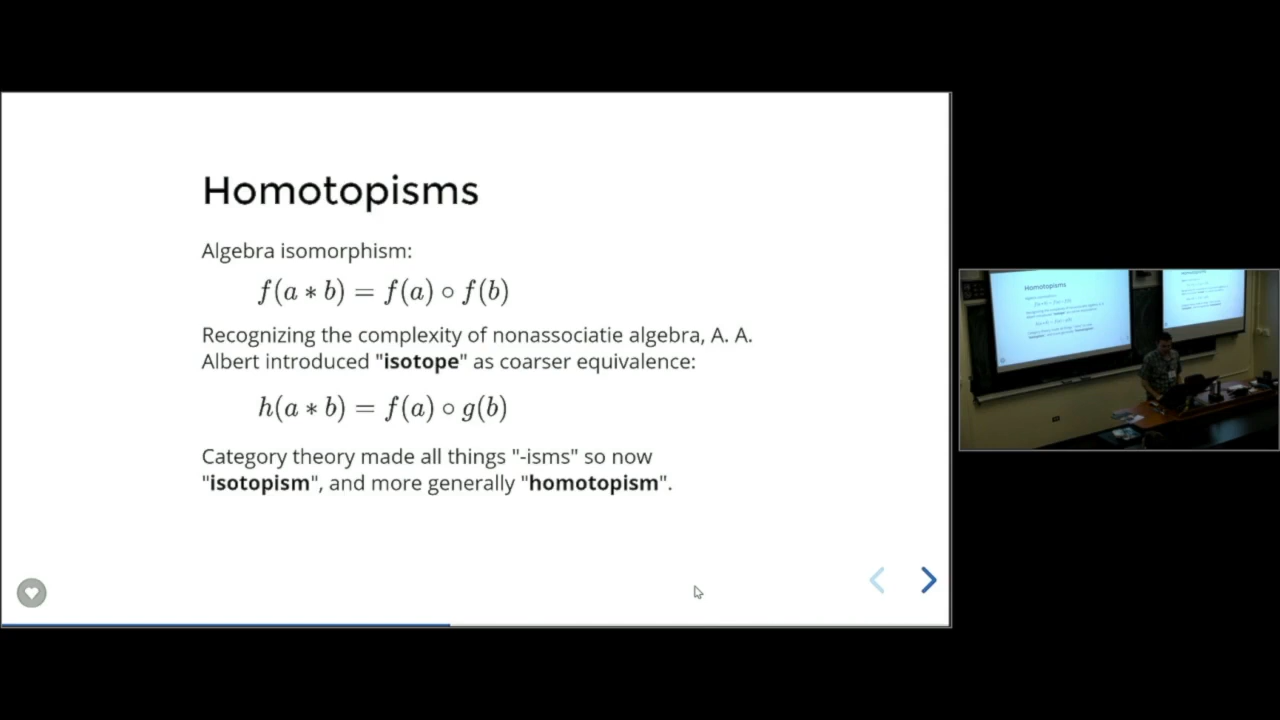 Homotopisms
Algebra isomorphism:
f(a ∗ b) = f(a) ∘ f(b)
Recognizing the complexity of nonassociatie algebra, A. A.
Albert introduced "isotope" as coarser equivalence:
h(a ∗ b) = f(a) ∘ g(b)
Category theory made all things "-isms" so now
"isotopism", and more generally "homotopism".
Homotopisms